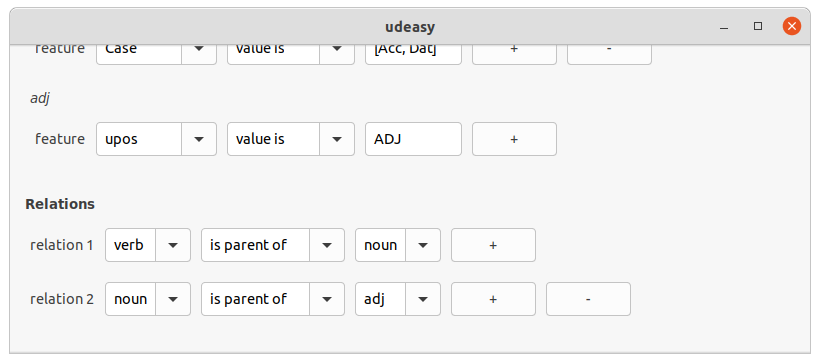 udeasy
feature Case value is [Acc, Dat] + -
adj
feature upos value is ADJ +
Relations
relation 1 verb is parent of noun +
relation 2 noun is parent of adj + -